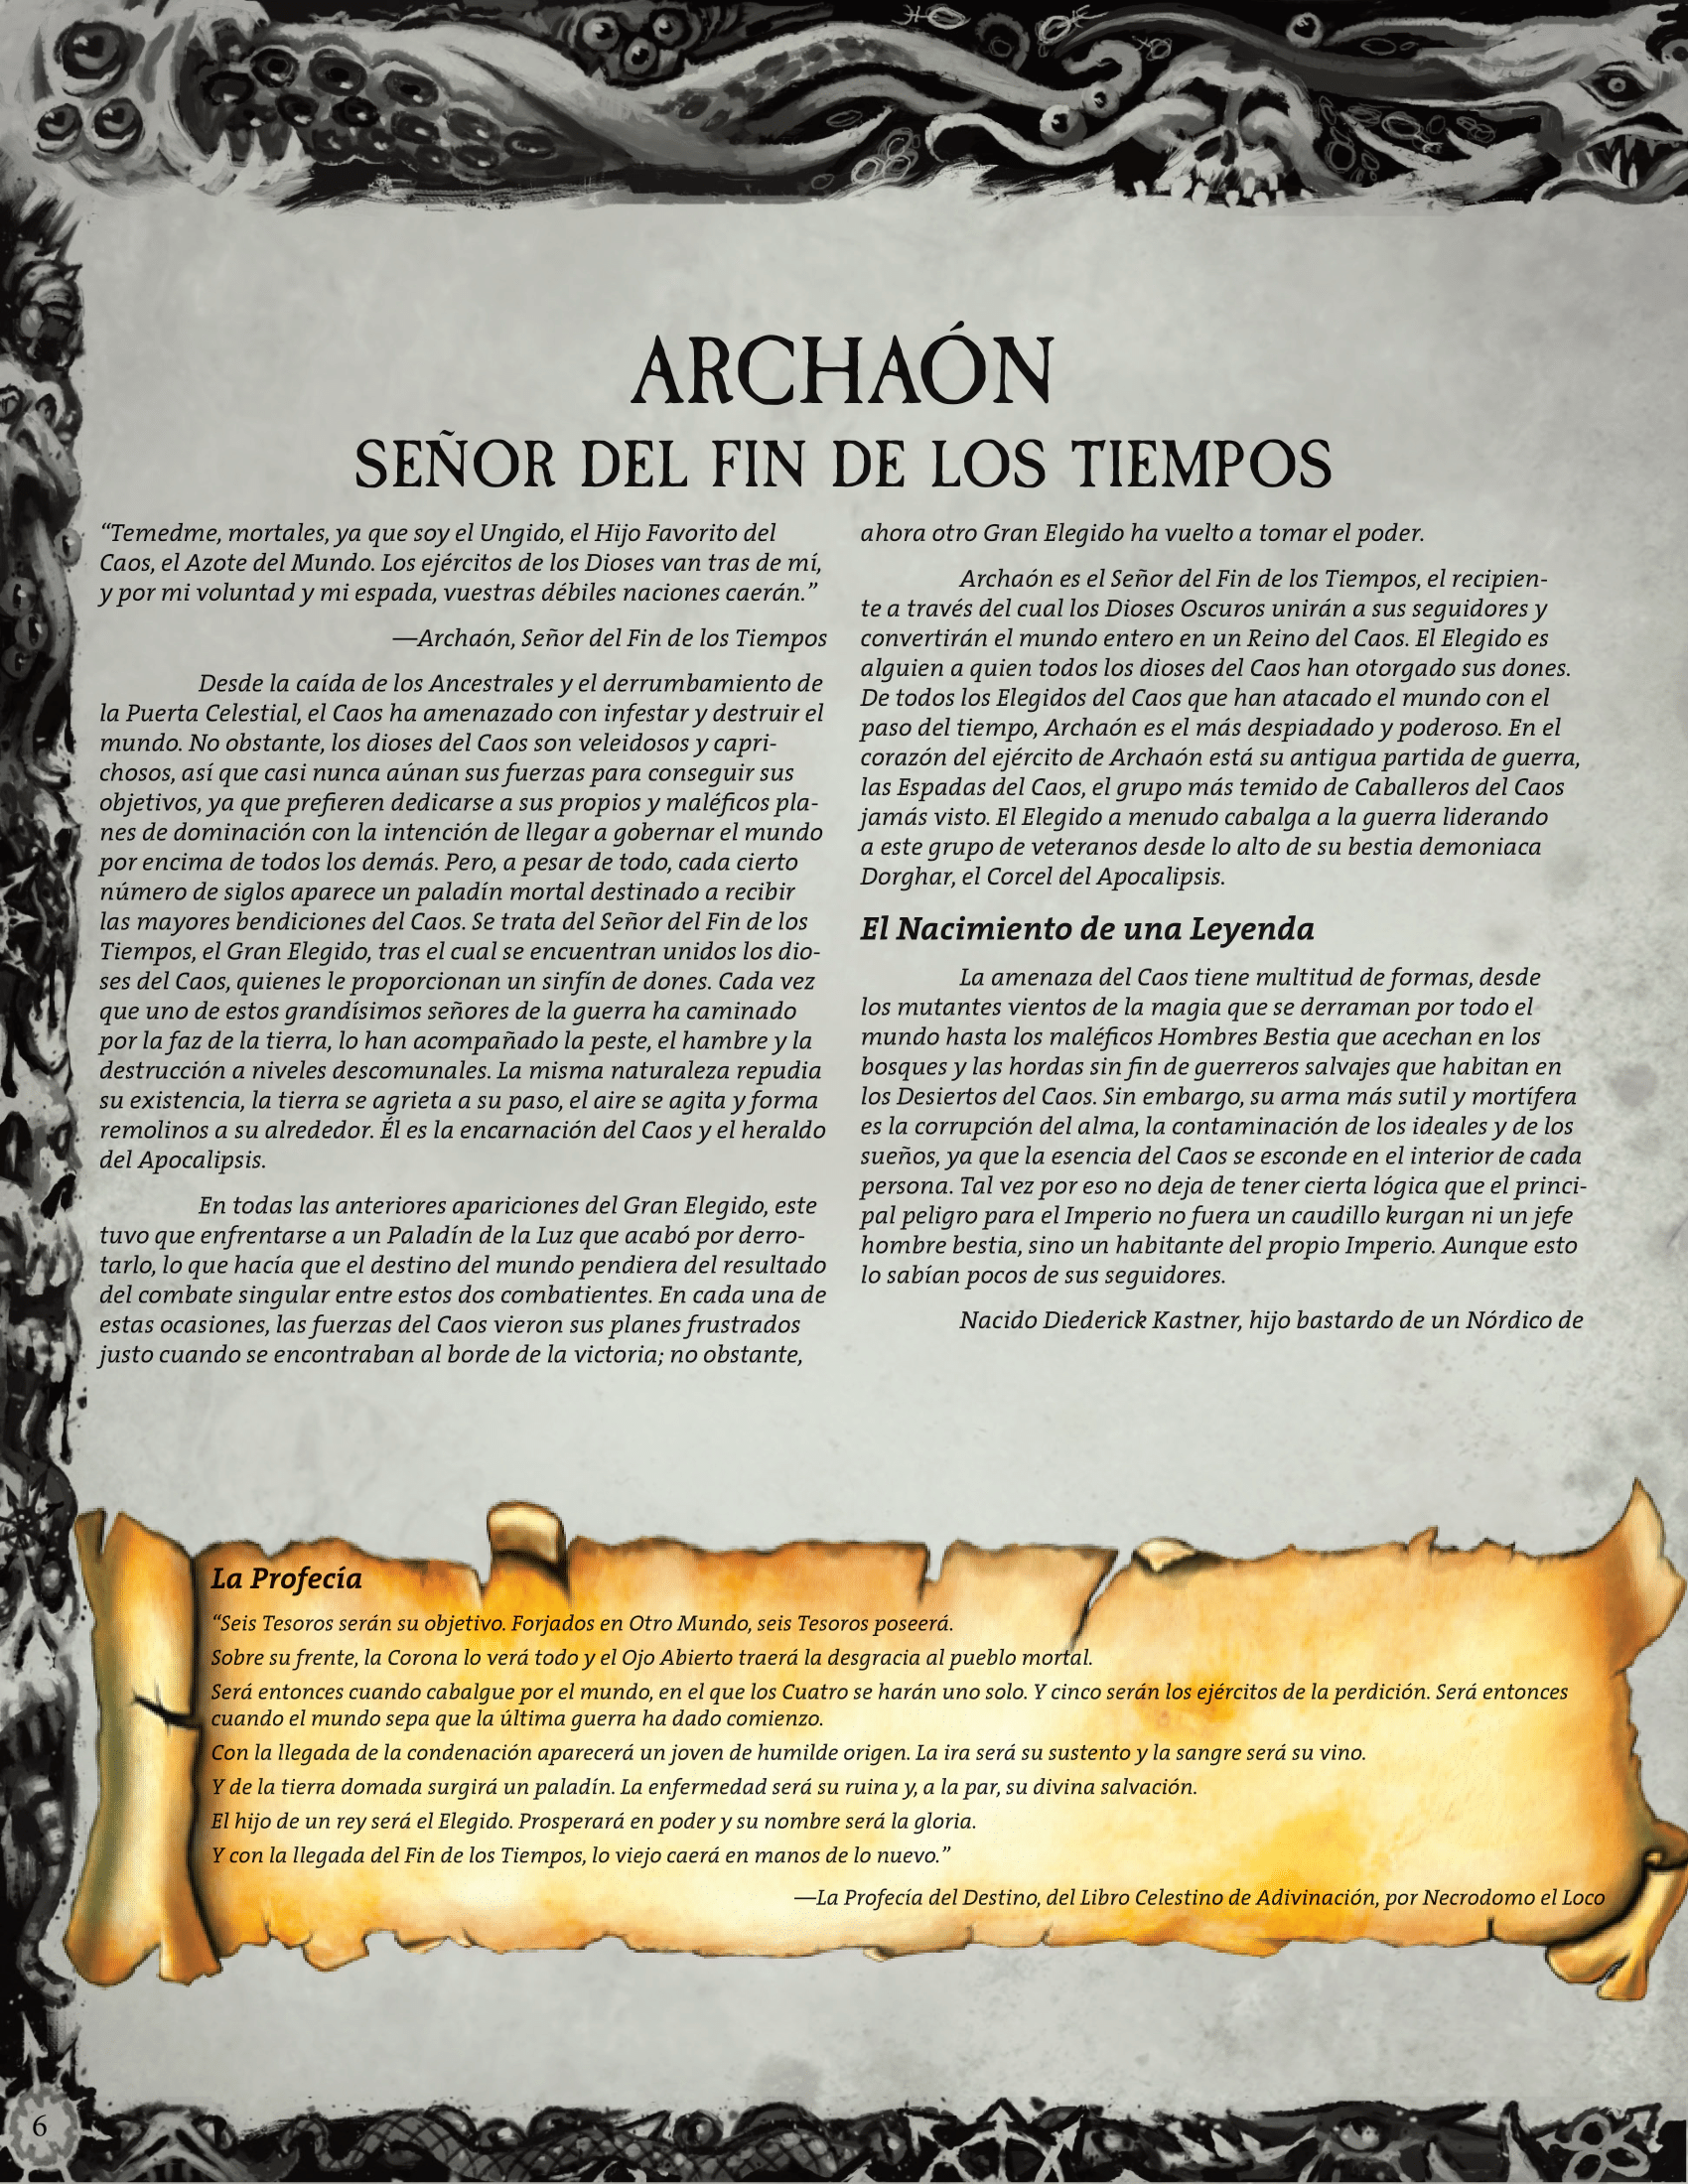 ARCHAÓN
SEÑOR DEL FIN DE LOS TIEMPOS
“Temedme, mortales, ya que soy el Ungido, el Hijo Favorito del
Caos, el Azote del Mundo. Los ejércitos de los Dioses van tras de mí,
y por mi voluntad y mi espada, vuestras débiles naciones caerán.”
—Archaón, Señor del Fin de los Tiempos
Desde la caída de los Ancestrales y el derrumbamiento de
la Puerta Celestial, el Caos ha amenazado con infestar y destruir el
mundo. No obstante, los dioses del Caos son veleidosos y capri-
chosos, así que casi nunca aúnan sus fuerzas para conseguir sus
objetivos, ya que prefieren dedicarse a sus propios y maléficos pla-
nes de dominación con la intención de llegar a gobernar el mundo
por encima de todos los demás. Pero, a pesar de todo, cada cierto
número de siglos aparece un paladín mortal destinado a recibir
las mayores bendiciones del Caos. Se trata del Señor del Fin de los
Tiempos, el Gran Elegido, tras el cual se encuentran unidos los dio-
ses del Caos, quienes le proporcionan un sinfín de dones. Cada vez
que uno de estos grandísimos señores de la guerra ha caminado
por la faz de la tierra, lo han acompañado la peste, el hambre y la
destrucción a niveles descomunales. La misma naturaleza repudia
su existencia, la tierra se agrieta a su paso, el aire se agita y forma
remolinos a su alrededor. Él es la encarnación del Caos y el heraldo
del Apocalipsis.
En todas las anteriores apariciones del Gran Elegido, este
tuvo que enfrentarse a un Paladín de la Luz que acabó por derro-
tarlo, lo que hacía que el destino del mundo pendiera del resultado
del combate singular entre estos dos combatientes. En cada una de
estas ocasiones, las fuerzas del Caos vieron sus planes frustrados
justo cuando se encontraban al borde de la victoria; no obstante,
ahora otro Gran Elegido ha vuelto a tomar el poder.
Archaón es el Señor del Fin de los Tiempos, el recipien-
te a través del cual los Dioses Oscuros unirán a sus seguidores y
convertirán el mundo entero en un Reino del Caos. El Elegido es
alguien a quien todos los dioses del Caos han otorgado sus dones.
De todos los Elegidos del Caos que han atacado el mundo con el
paso del tiempo, Archaón es el más despiadado y poderoso. En el
corazón del ejército de Archaón está su antigua partida de guerra,
las Espadas del Caos, el grupo más temido de Caballeros del Caos
jamás visto. El Elegido a menudo cabalga a la guerra liderando
a este grupo de veteranos desde lo alto de su bestia demoniaca
Dorghar, el Corcel del Apocalipsis.
El Nacimiento de una Leyenda
La amenaza del Caos tiene multitud de formas, desde
los mutantes vientos de la magia que se derraman por todo el
mundo hasta los maléficos Hombres Bestia que acechan en los
bosques y las hordas sin fin de guerreros salvajes que habitan en
los Desiertos del Caos. Sin embargo, su arma más sutil y mortífera
es la corrupción del alma, la contaminación de los ideales y de los
sueños, ya que la esencia del Caos se esconde en el interior de cada
persona. Tal vez por eso no deja de tener cierta lógica que el princi-
pal peligro para el Imperio no fuera un caudillo kurgan ni un jefe
hombre bestia, sino un habitante del propio Imperio. Aunque esto
lo sabían pocos de sus seguidores.
Nacido Diederick Kastner, hijo bastardo de un Nórdico de
La Profecía
“Seis Tesoros serán su objetivo. Forjados en Otro Mundo, seis Tesoros poseerá.
Sobre su frente, la Corona lo verá todo y el Ojo Abierto traerá la desgracia al pueblo mortal.
Será entonces cuando cabalgue por el mundo, en el que los Cuatro se harán uno solo. Y cinco serán los ejércitos de la perdición. Será entonces
cuando el mundo sepa que la última guerra ha dado comienzo.
Con la llegada de la condenación aparecerá un joven de humilde origen. La ira será su sustento y la sangre será su vino.
Y de la tierra domada surgirá un paladín. La enfermedad será su ruina y, a la par, su divina salvación.
El hijo de un rey será el Elegido. Prosperará en poder y su nombre será la gloria.
Y con la llegada del Fin de los Tiempos, lo viejo caerá en manos de lo nuevo.”
—La Profecía del Destino, del Libro Celestino de Adivinación, por Necrodomo el Loco
6